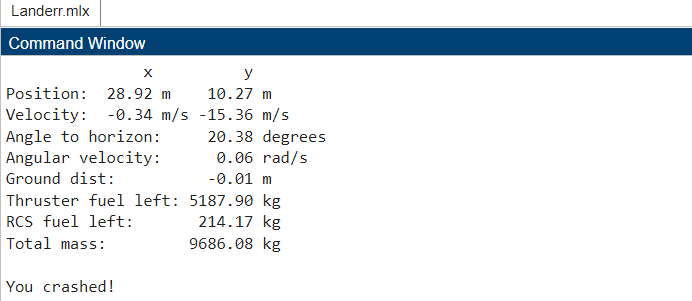 Landerr.mlx
Command Window
x y
Position: 28.92 m 10.27 m
Velocity: -0.34 m/s -15.36 m/s
Angle to horizon: 20.38 degrees
Angular velocity: 0.06 rad/s
Ground dist: -0.01 m
Thruster fuel left: 5187.90 kg
RCS fuel left: 214.17 kg
Total mass: 9686.08 kg
You crashed!